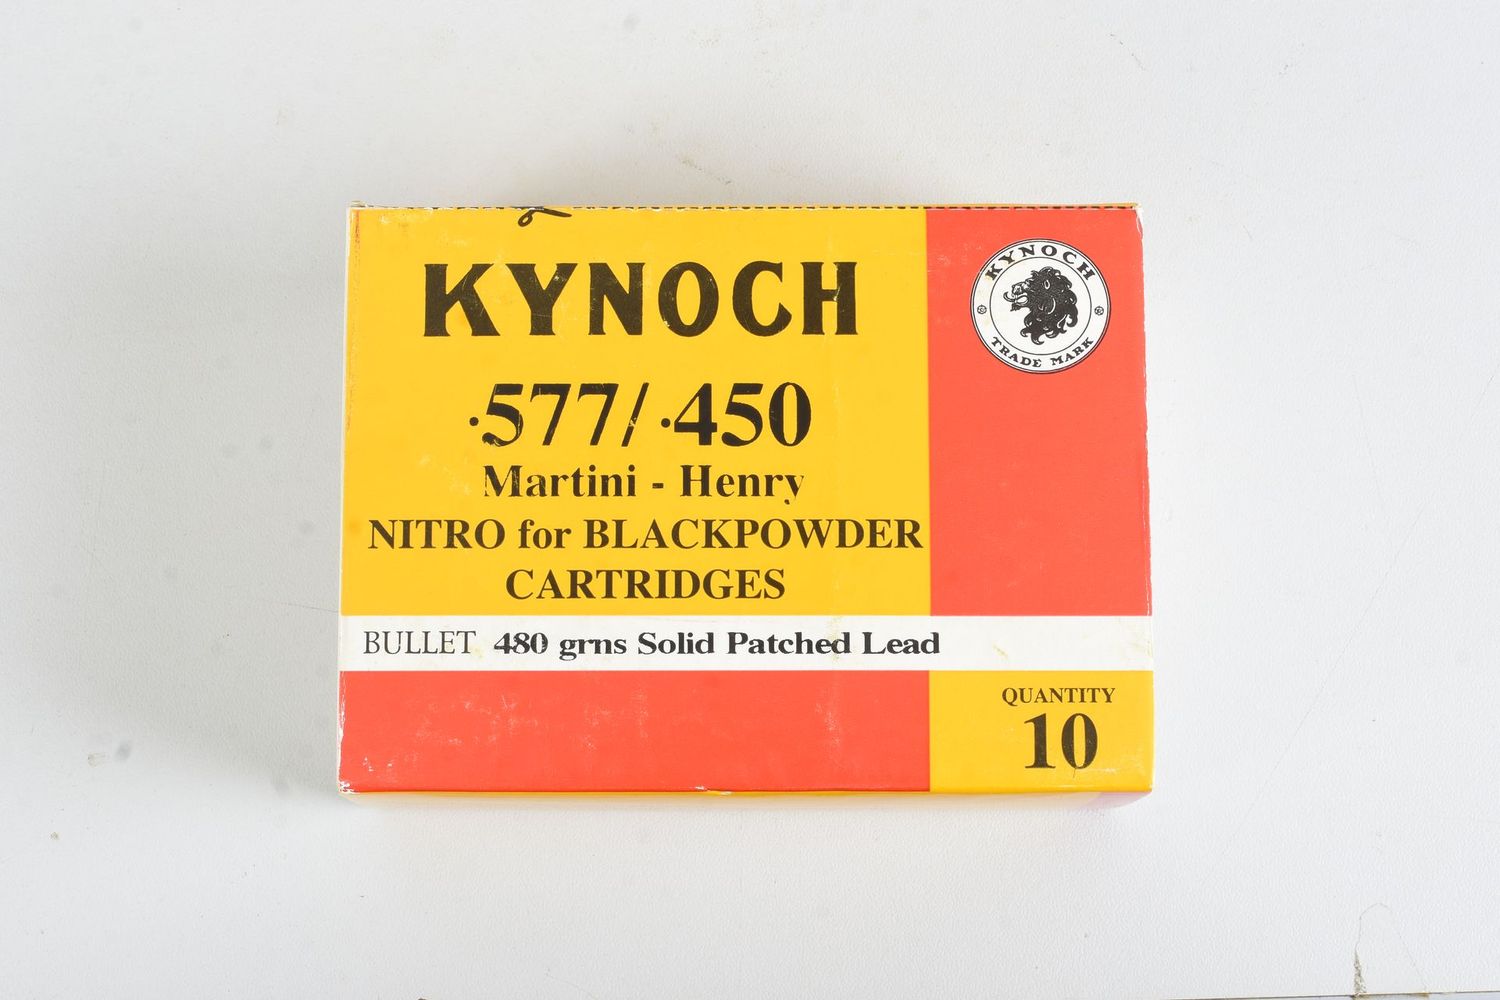 KYNOCH
.577/.450
Martini - Henry
NITRO for BLACKPOWDER
CARTRIDGES
BULLET 480 grns Solid Patched Lead
KYNOCH
TRADE MARK
QUANTITY
10